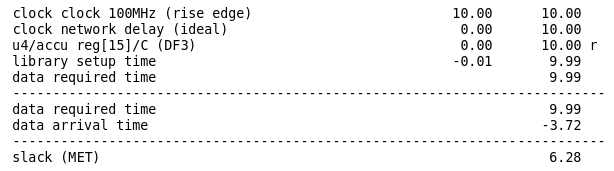 clock clock 100MHz (rise edge) 10.00 10.00
clock network delay (ideal) 0.00 10.00
u4/accu reg[15]/C (DF3) 0.00 10.00 r
library setup time -0.01 9.99
data required time 9.99
--------------------------------------------------------------------------
data required time 9.99
data arrival time -3.72
--------------------------------------------------------------------------
slack (MET) 6.28